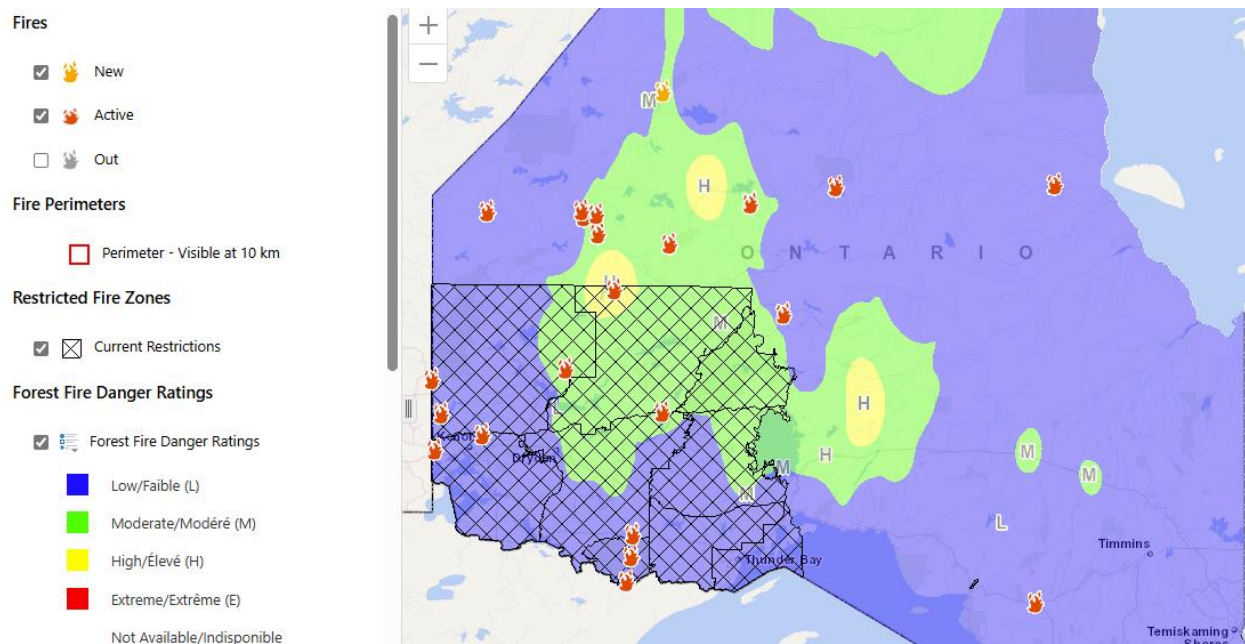 Fires
New
Active
Out
Fire Perimeters
Perimeter - Visible at 10 km
Restricted Fire Zones
Current Restrictions
Forest Fire Danger Ratings
Forest Fire Danger Ratings
Low/Faible (L)
Moderate/Modéré (M)
High/Élevé (H)
Extreme/Extrême (E)
Not Available/Indisponible
+
−
M
H
ONTARIO
H
M
L
H
Dryden
H
M
M
M
M
L
Timmins
Thunder Bay
Temiskaming
Shores